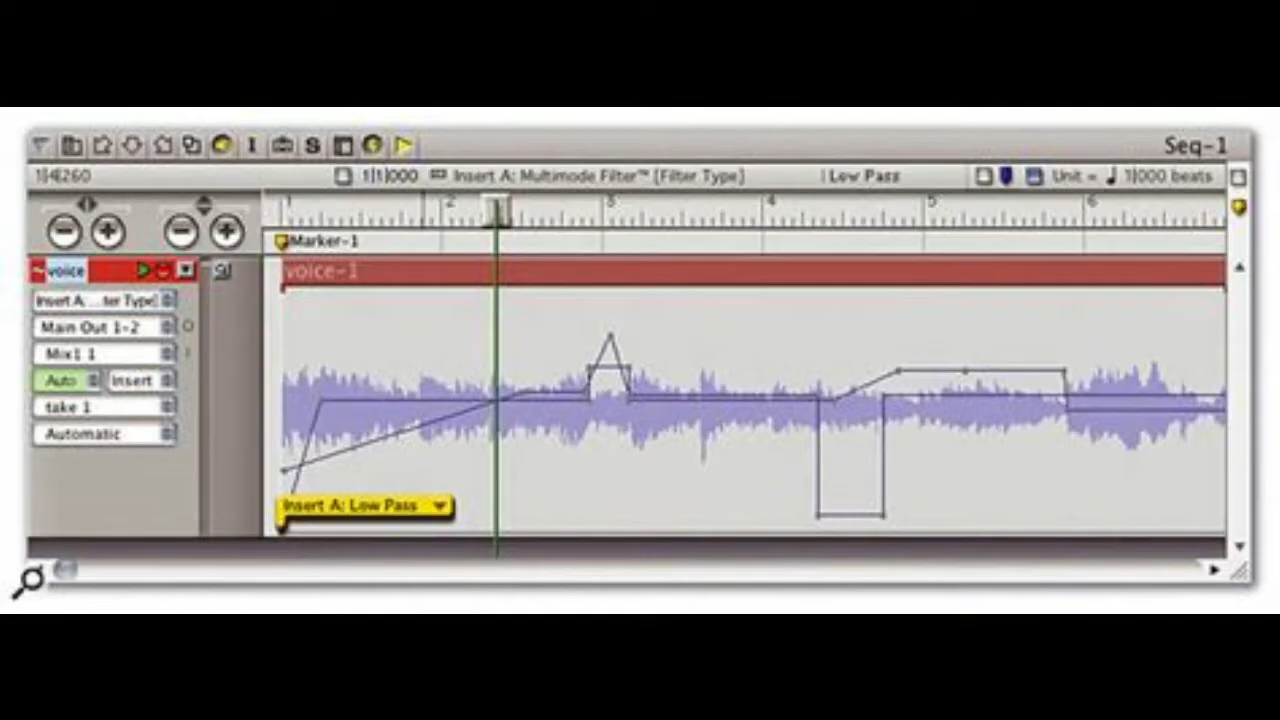 Seq-1
1|4|260
1|1|000 Insert A: Multimode Filter™ [Filter Type] Low Pass Unit = 1|000 beats
1 2 3 4 5 6
Marker-1
voice
voice-1
Insert A: ...ter Type]
Main Out 1-2
Mix1 1
Auto Insert
take 1
Automatic
Insert A: Low Pass